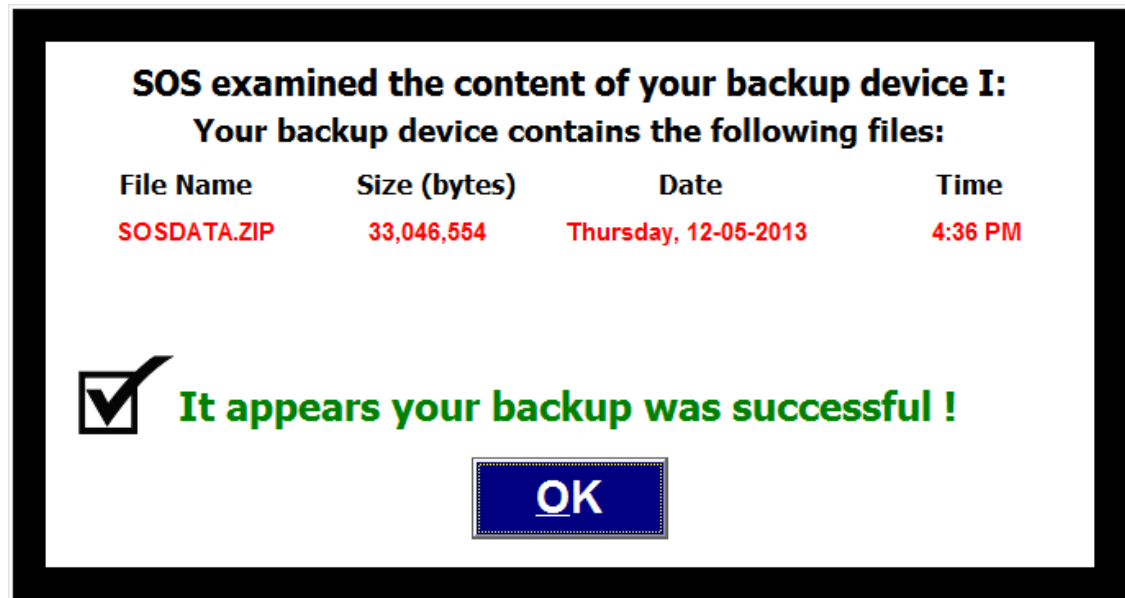 SOS examined the content of your backup device I:
Your backup device contains the following files:
File Name Size (bytes) Date Time
SOSDATA.ZIP 33,046,554 Thursday, 12-05-2013 4:36 PM
It appears your backup was successful !
OK